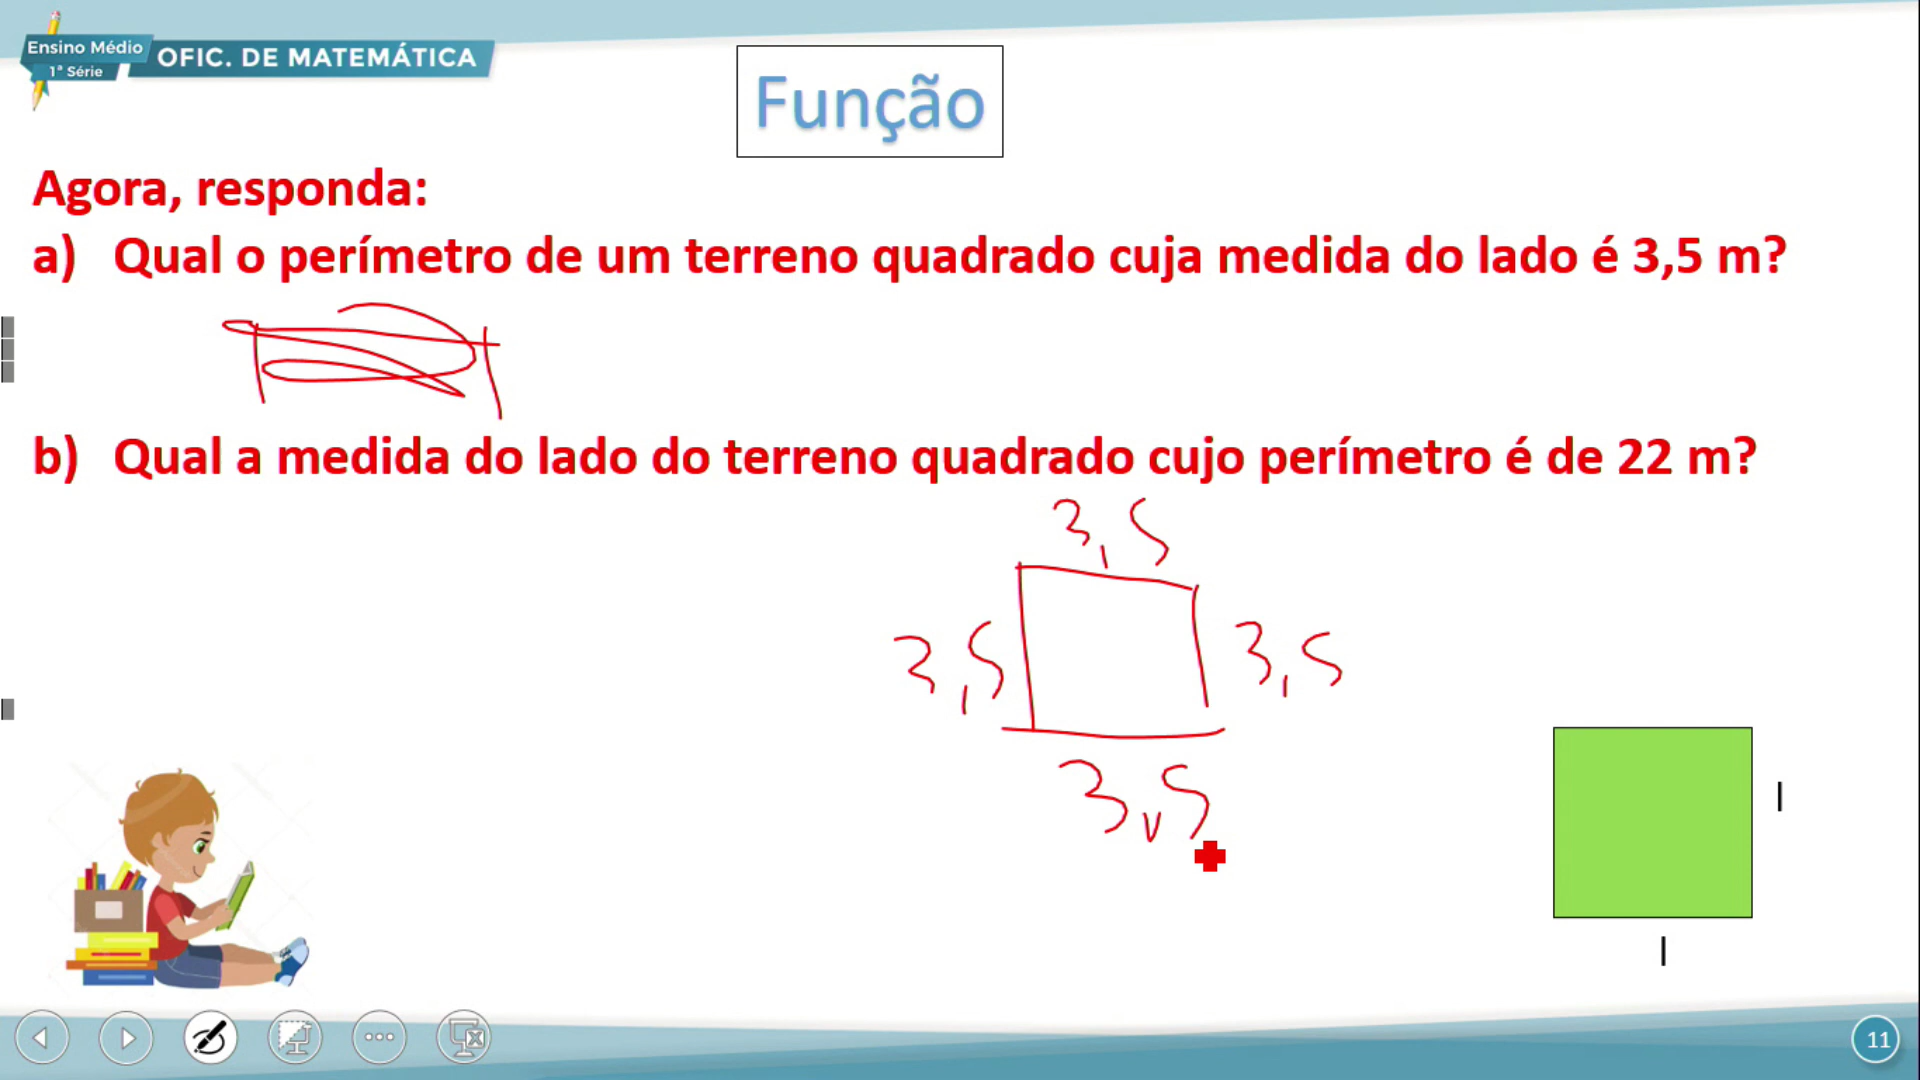 Ensino Médio
1ª Série
OFIC. DE MATEMÁTICA
Função
Agora, responda:
a) Qual o perímetro de um terreno quadrado cuja medida do lado é 3,5 m?
b) Qual a medida do lado do terreno quadrado cujo perímetro é de 22 m?
3,5
3,5
3,5
3,5
l
l
11